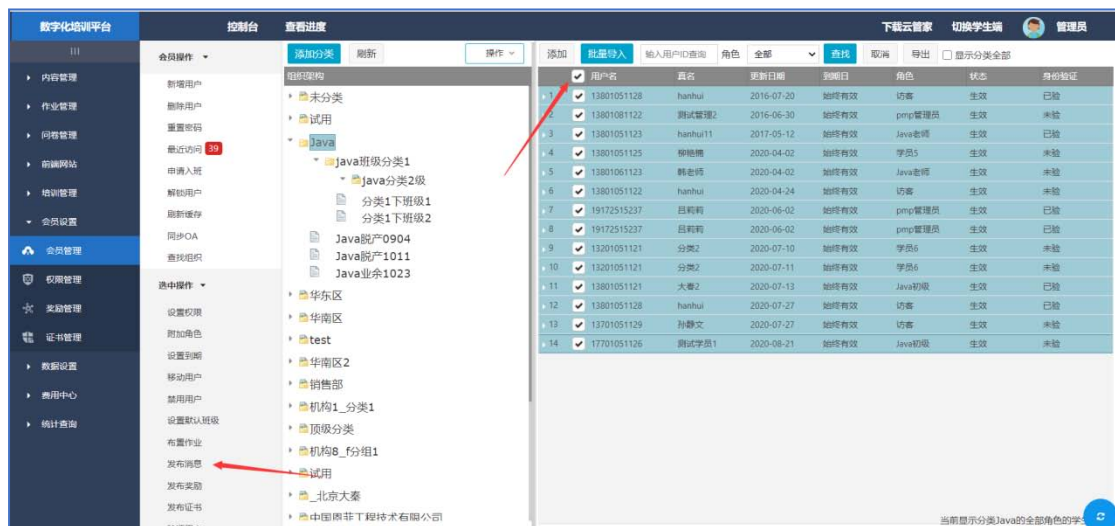 数字化培训平台 控制台 查看进度 下载云管家 切换学生端 管理员
内容管理
作业管理
问卷管理
前端网站
培训管理
会员设置
会员管理
权限管理
奖励管理
证书管理
数据设置
费用中心
统计查询
会员操作
新增用户
删除用户
重置密码
最近访问 39
申请入班
解锁用户
刷新缓存
同步OA
查找组织
选中操作
设置权限
附加角色
设置到期
移动用户
禁用用户
设置默认班级
布置作业
发布消息
发布奖励
发布证书
添加分类 刷新 操作
组织架构
未分类
试用
Java
java班级分类1
java分类2级
分类1下班级1
分类1下班级2
Java脱产0904
Java脱产1011
Java业余1023
华东区
华南区
test
华南区2
销售部
机构1_分类1
顶级分类
机构8_f分组1
试用
_北京大秦
中国恩菲工程技术有限公司
添加 批量导入 输入用户ID查询 角色 全部 查找 取消 导出 显示分类全部
用户名 真名 更新日期 到期日 角色 状态 身份验证
1 13801051128 hanhui 2016-07-20 始终有效 访客 生效 已验
2 13801081122 测试管理2 2016-06-30 始终有效 pmp管理员 生效 未验
3 13801051123 hanhui11 2017-05-12 始终有效 Java老师 生效 已验
4 13801051125 柳艳珊 2020-04-02 始终有效 学员5 生效 未验
5 13801061123 韩老师 2020-04-02 始终有效 Java老师 生效 未验
6 13801051122 hanhui 2020-04-24 始终有效 访客 生效 已验
7 19172515237 吕莉莉 2020-06-02 始终有效 pmp管理员 生效 已验
8 19172515237 吕莉莉 2020-06-02 始终有效 pmp管理员 生效 已验
9 13201051121 分类2 2020-07-10 始终有效 学员6 生效 未验
10 13201051121 分类2 2020-07-11 始终有效 学员6 生效 未验
11 13801051121 大春2 2020-07-13 始终有效 Java初级 生效 已验
12 13801051128 hanhui 2020-07-27 始终有效 访客 生效 已验
13 13701051129 孙静文 2020-07-27 始终有效 访客 生效 未验
14 17701051126 测试学员1 2020-08-21 始终有效 Java初级 生效 未验
当前显示分类Java的全部角色的学